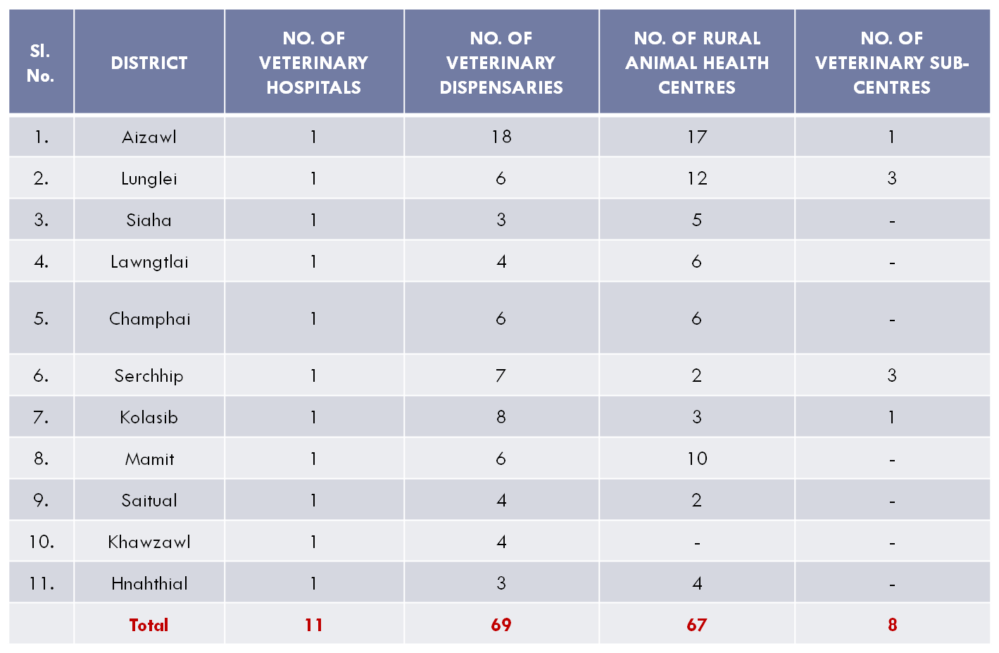 Sl. No. DISTRICT NO. OF VETERINARY HOSPITALS NO. OF VETERINARY DISPENSARIES NO. OF RURAL ANIMAL HEALTH CENTRES NO. OF VETERINARY SUB-CENTRES
1. Aizawl 1 18 17 1
2. Lunglei 1 6 12 3
3. Siaha 1 3 5 -
4. Lawngtlai 1 4 6 -
5. Champhai 1 6 6 -
6. Serchhip 1 7 2 3
7. Kolasib 1 8 3 1
8. Mamit 1 6 10 -
9. Saitual 1 4 2 -
10. Khawzawl 1 4 - -
11. Hnahthial 1 3 4 -
Total 11 69 67 8